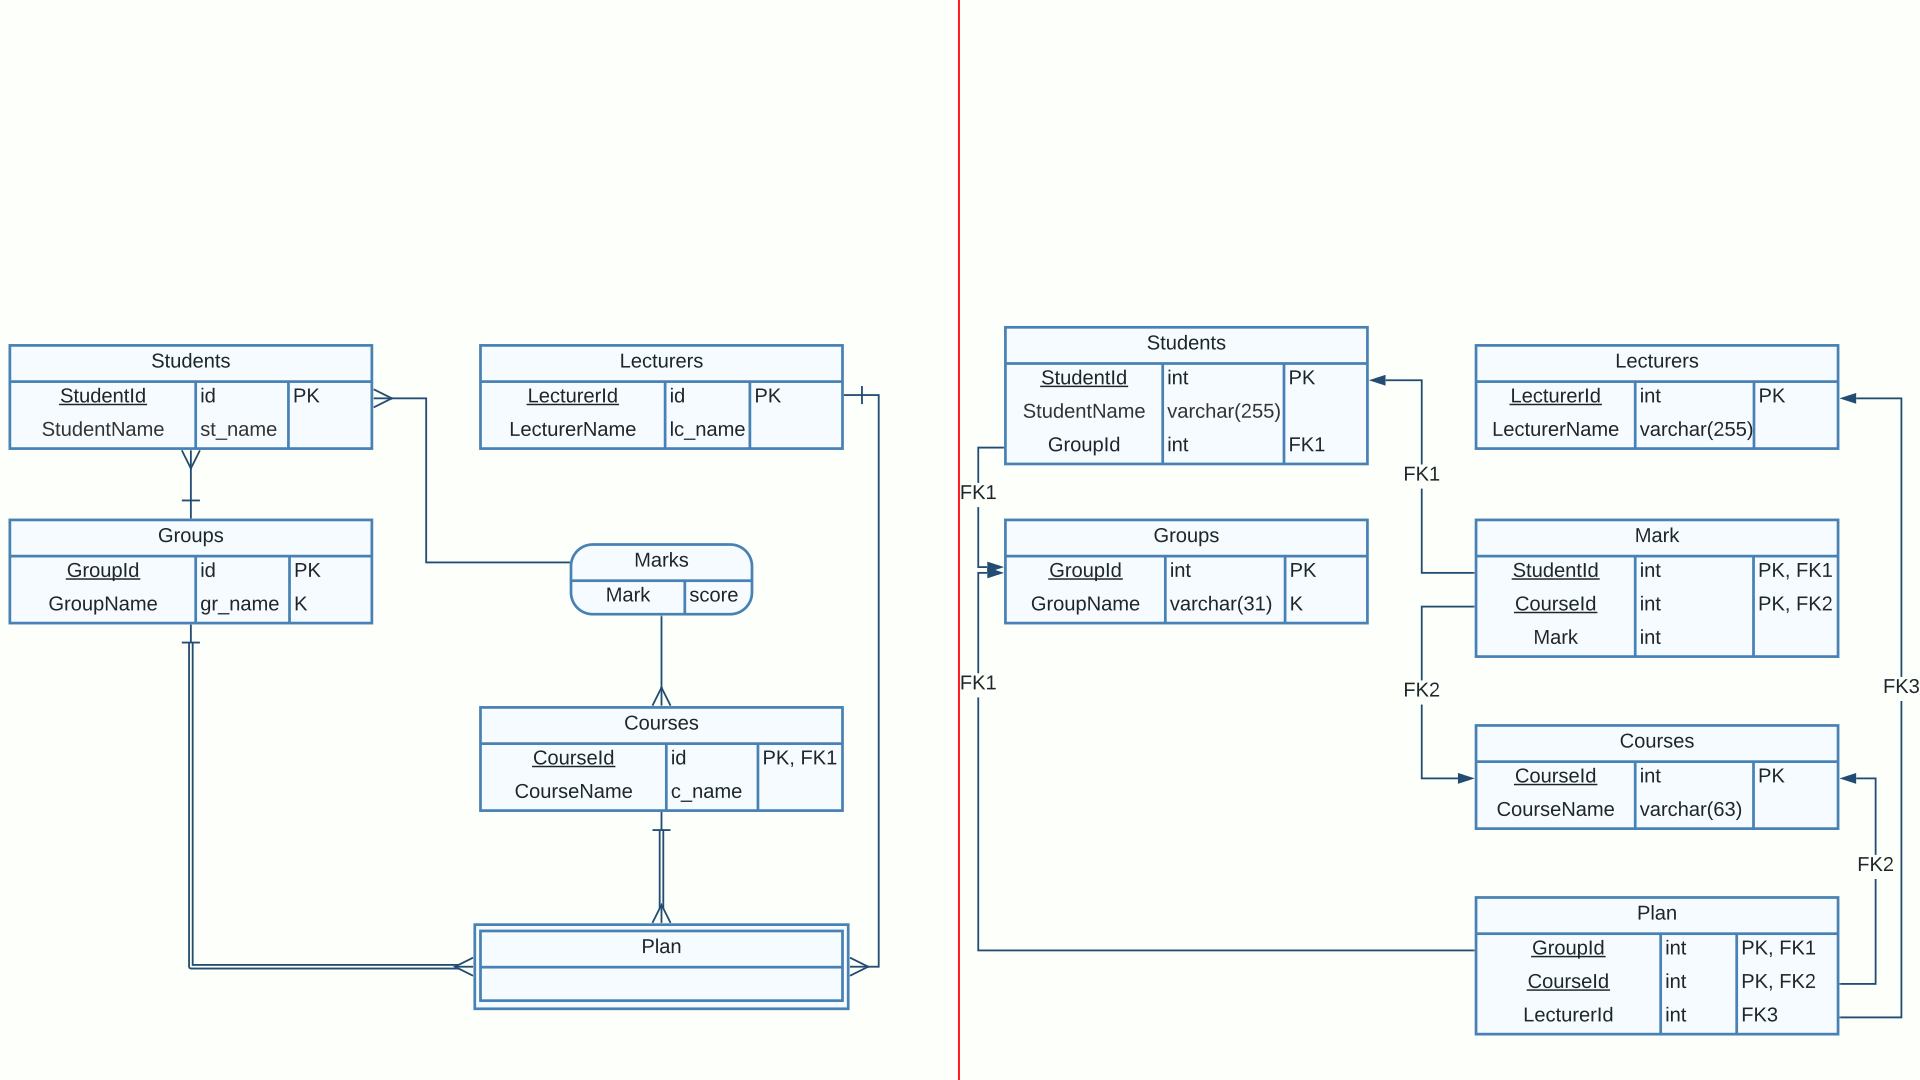 Students
StudentId id PK
StudentName st_name
Lecturers
LecturerId id PK
LecturerName lc_name
Groups
GroupId id PK
GroupName gr_name K
Marks
Mark score
Courses
CourseId id PK, FK1
CourseName c_name
Plan
Students
StudentId int PK
StudentName varchar(255)
GroupId int FK1
Lecturers
LecturerId int PK
LecturerName varchar(255)
FK1
FK1
Groups
GroupId int PK
GroupName varchar(31) K
Mark
StudentId int PK, FK1
CourseId int PK, FK2
Mark int
FK1
FK2
FK3
Courses
CourseId int PK
CourseName varchar(63)
FK2
Plan
GroupId int PK, FK1
CourseId int PK, FK2
LecturerId int FK3